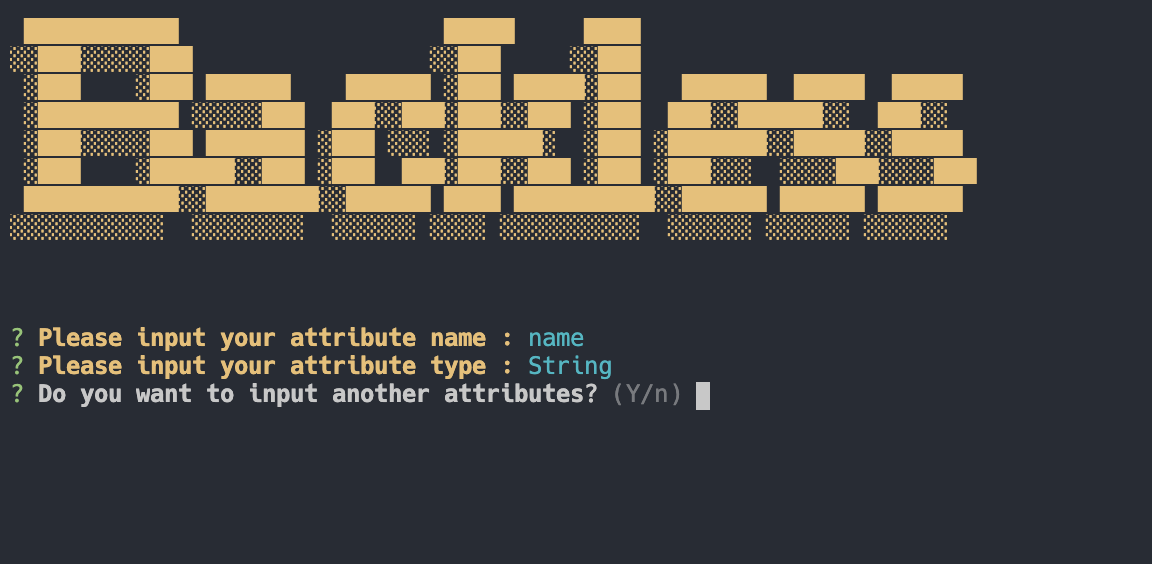 Backless
? Please input your attribute name : name
? Please input your attribute type : String
? Do you want to input another attributes? (Y/n)